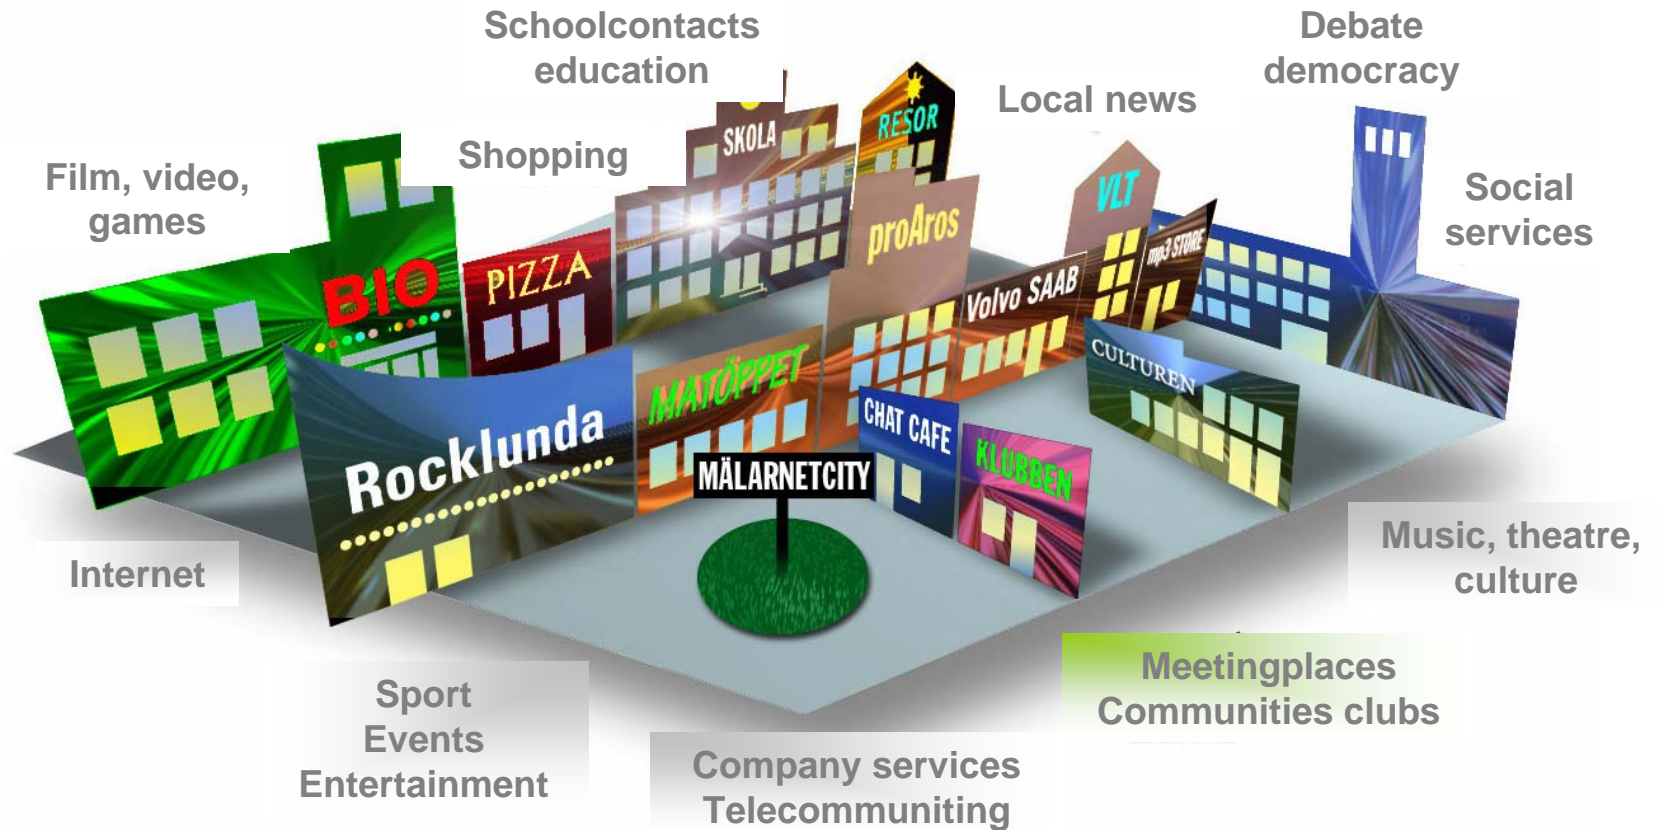 Schoolcontacts
education
Debate
democracy
Local news
Shopping
Film, video,
games
Social
services
SKOLA
RESOR
VLT
mp3 STORE
proAros
BIO
PIZZA
Volvo SAAB
MATÖPPET
CULTUREN
Rocklunda
CHAT CAFE
KLUBBEN
MÄLARNETCITY
Internet
Music, theatre,
culture
Meetingplaces
Communities clubs
Sport
Events
Entertainment
Company services
Telecommuniting